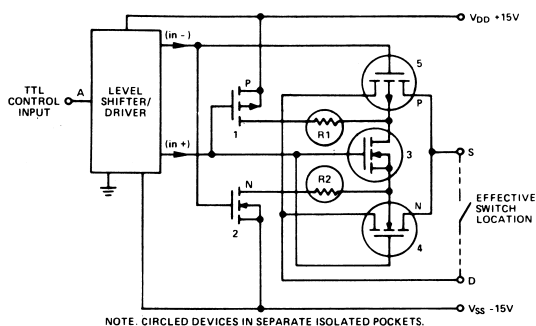 VDD +15V
(in -)
5
P
P
TTL
CONTROL
INPUT
A
LEVEL
SHIFTER/
DRIVER
1
R1
S
(in +)
3
N
R2
N
EFFECTIVE
SWITCH
LOCATION
2
4
D
VSS -15V
NOTE. CIRCLED DEVICES IN SEPARATE ISOLATED POCKETS.